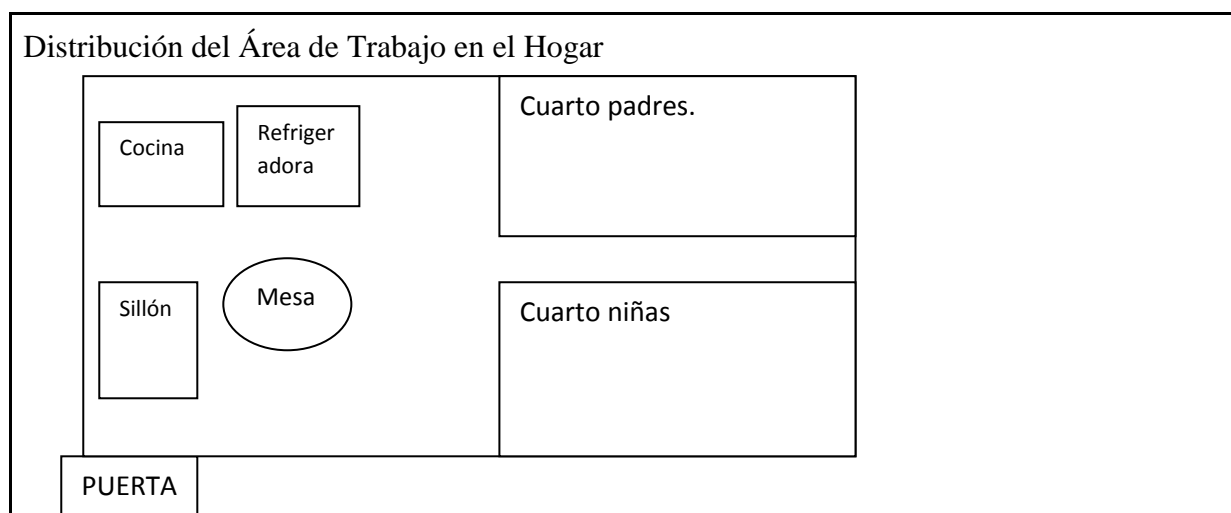 Distribución del Área de Trabajo en el Hogar
Cuarto padres.
Cocina
Refriger
adora
Sillón
Mesa
Cuarto niñas
PUERTA